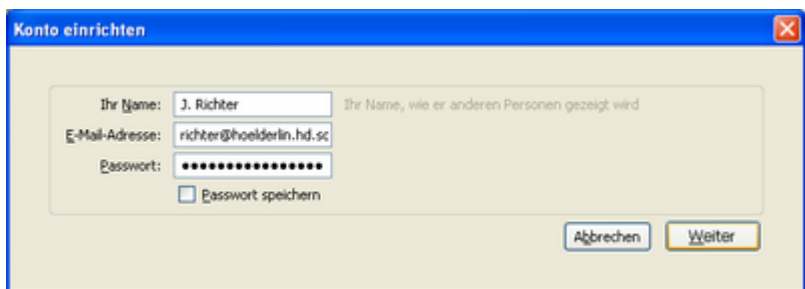 Konto einrichten
Ihr Name: J. Richter Ihr Name, wie er anderen Personen gezeigt wird
E-Mail-Adresse: richter@hoelderlin.hd.sc
Passwort: ••••••••••••••••
Passwort speichern
Abbrechen Weiter